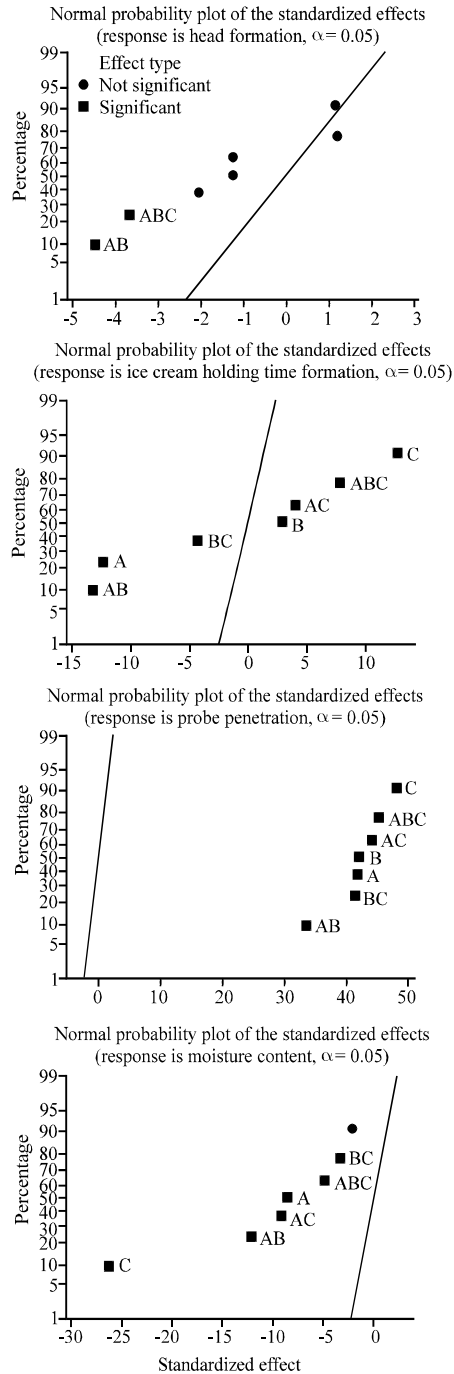 Normal probability plot of the standardized effects
(response is head formation, α = 0.05)
99
Effect type
95
Not significant
90
Significant
80
70
60
50
40
30
20
10
5
1
Percentage
ABC
AB
-5 -4 -3 -2 -1 0 1 2 3
Normal probability plot of the standardized effects
(response is ice cream holding time formation, α = 0.05)
99
95
90
80
70
60
50
40
30
20
10
5
1
Percentage
C
ABC
AC
B
BC
A
AB
-15 -10 -5 0 5 10
Normal probability plot of the standardized effects
(response is probe penetration, α = 0.05)
99
95
90
80
70
60
50
40
30
20
10
5
1
Percentage
C
ABC
AC
B
A
BC
AB
0 10 20 30 40 50
Normal probability plot of the standardized effects
(response is moisture content, α = 0.05)
99
95
90
80
70
60
50
40
30
20
10
5
1
Percentage
BC
ABC
A
AC
AB
C
-30 -25 -20 -15 -10 -5 0
Standardized effect